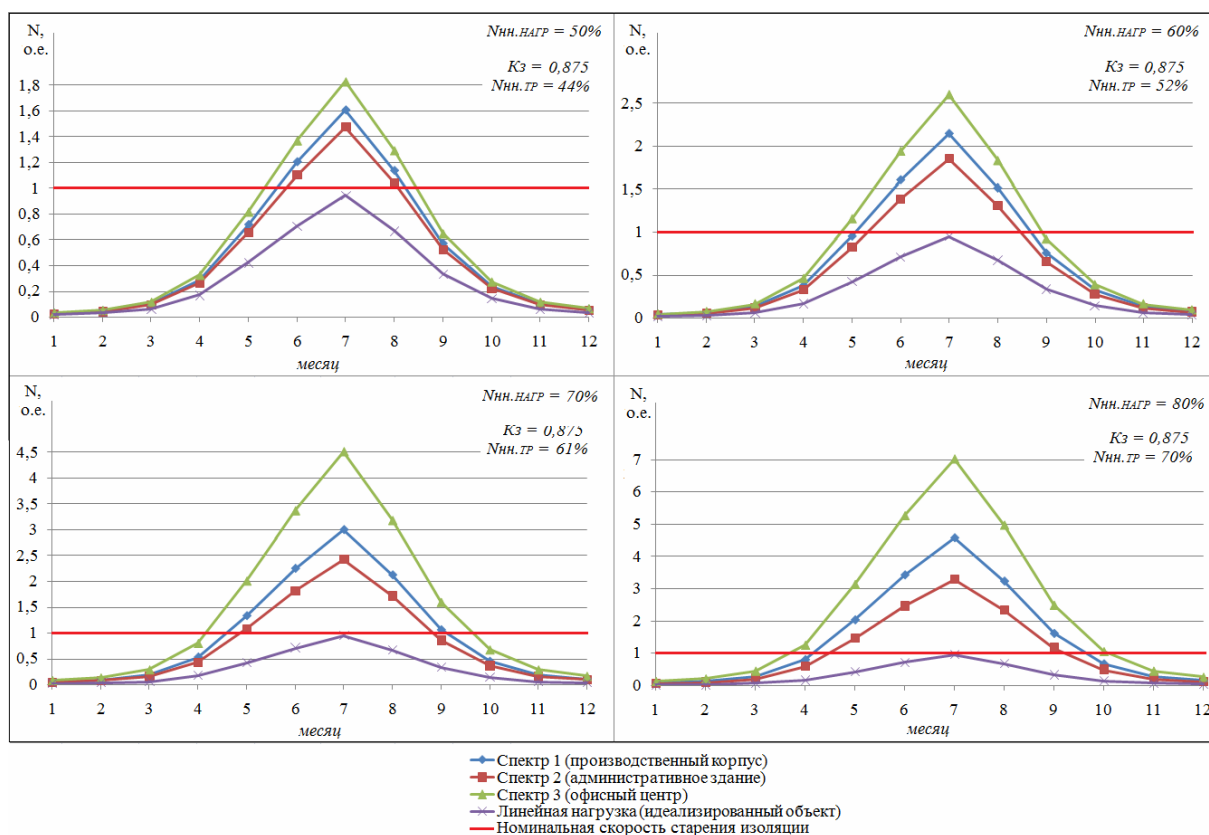 N,
о.е.
Nнн.НАГР = 50%
Кз = 0,875
Nнн.ТР = 44%
1,8
1,6
1,4
1,2
1
0,8
0,6
0,4
0,2
0
1 2 3 4 5 6 7 8 9 10 11 12
месяц
N,
о.е.
Nнн.НАГР = 60%
Кз = 0,875
Nнн.ТР = 52%
2,5
2
1,5
1
0,5
0
1 2 3 4 5 6 7 8 9 10 11 12
месяц
N,
о.е.
Nнн.НАГР = 70%
Кз = 0,875
Nнн.ТР = 61%
4,5
4
3,5
3
2,5
2
1,5
1
0,5
0
1 2 3 4 5 6 7 8 9 10 11 12
месяц
N,
о.е.
Nнн.НАГР = 80%
Кз = 0,875
Nнн.ТР = 70%
7
6
5
4
3
2
1
0
1 2 3 4 5 6 7 8 9 10 11 12
месяц
Спектр 1 (производственный корпус)
Спектр 2 (административное здание)
Спектр 3 (офисный центр)
Линейная нагрузка (идеализированный объект)
Номинальная скорость старения изоляции